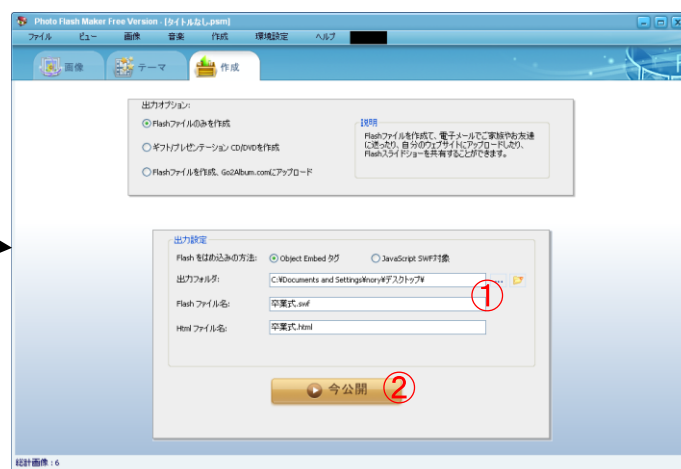 Photo Flash Maker Free Version - [タイトルなし.psm]
ファイル ビュー 画像 音楽 作成 環境設定 ヘルプ
画像 テーマ 作成
出力オプション:
Flashファイルのみを作成
ギフト/プレゼンテーション CD/DVDを作成
Flashファイルを作成、Go2Album.comにアップロード
説明
Flashファイルを作成て、電子メールでご家族やお友達
に送ったり、自分のウェブサイトにアップロードしたり、
Flashスライドショーを共有することができます。
出力設定
Flash をはめ込みの方法: Object Embed タグ JavaScript SWF対象
出力フォルダ: C:¥Documents and Settings¥nory¥デスクトップ¥ ...
①
Flash ファイル名: 卒業式.swf
Html ファイル名: 卒業式.html
今公開 ②
総計画像 : 6